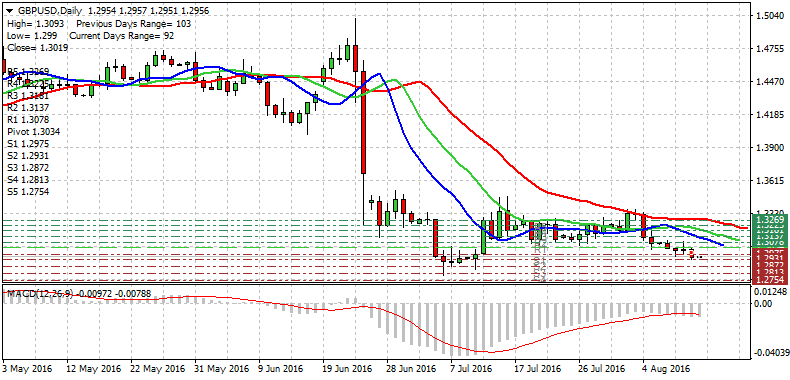 GBPUSD,Daily 1.2954 1.2957 1.2951 1.2956
High= 1.3093 Previous Days Range= 103
Low= 1.299 Current Days Range= 92
Close= 1.3019
R5 1.3269
R3 1.3181
R2 1.3137
R1 1.3078
Pivot 1.3034
S1 1.2975
S2 1.2931
S3 1.2872
S4 1.2813
S5 1.2754
1.5040
1.4755
1.4470
1.4185
1.3900
1.3615
1.3269
1.3078
1.2931
1.2872
1.2813
1.2754
MACD(12,26,9) -0.00972 -0.00788
0.01248
0.00
-0.04039
3 May 2016 12 May 2016 22 May 2016 31 May 2016 9 Jun 2016 19 Jun 2016 28 Jun 2016 7 Jul 2016 17 Jul 2016 26 Jul 2016 4 Aug 2016